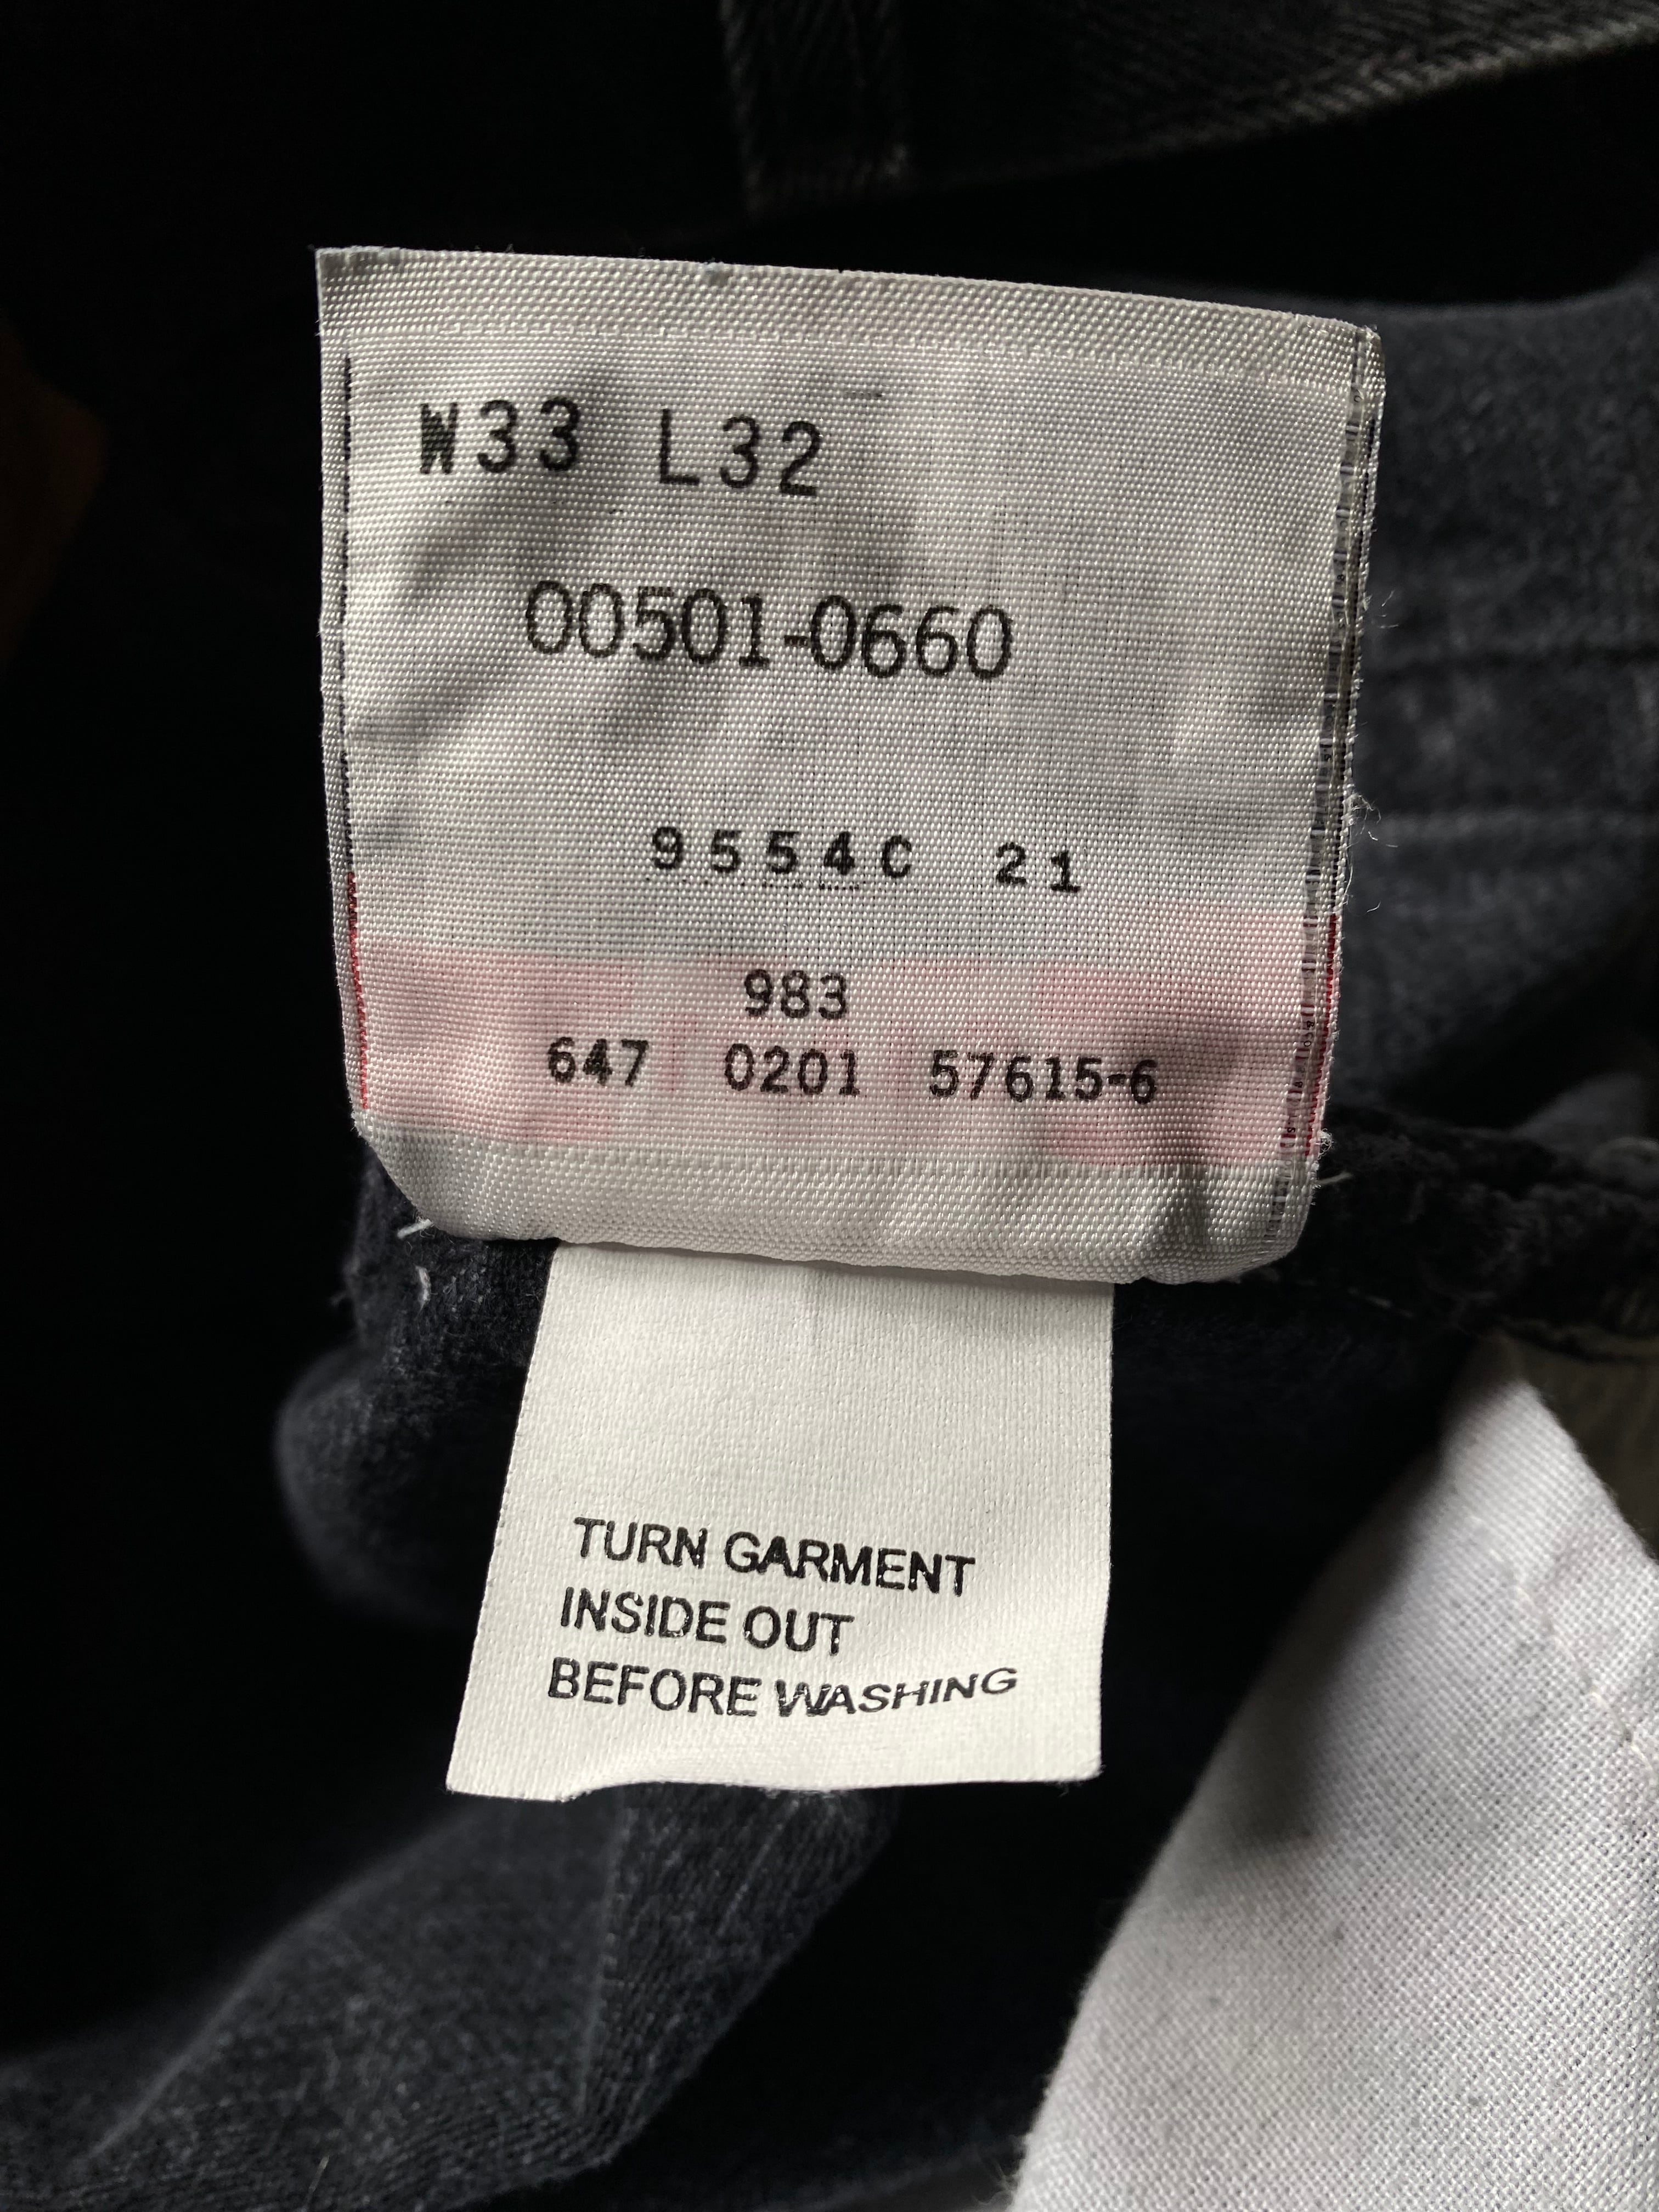 W33 L32
00501-0660
9554C 21
983
647 0201 57615-6
TURN GARMENT
INSIDE OUT
BEFORE WASHING